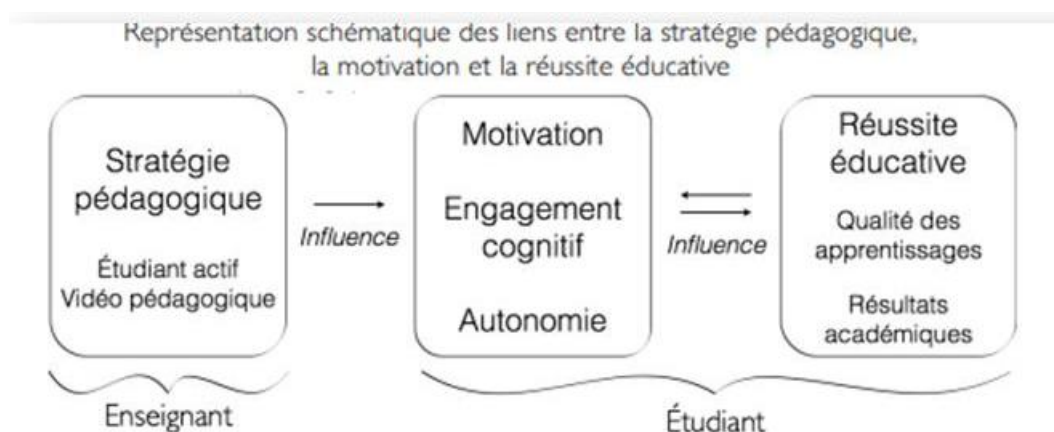 Représentation schématique des liens entre la stratégie pédagogique,
la motivation et la réussite éducative
Stratégie
pédagogique
Étudiant actif
Vidéo pédagogique
Influence
Motivation
Engagement
cognitif
Autonomie
Influence
Réussite
éducative
Qualité des
apprentissages
Résultats
académiques
Enseignant
Étudiant